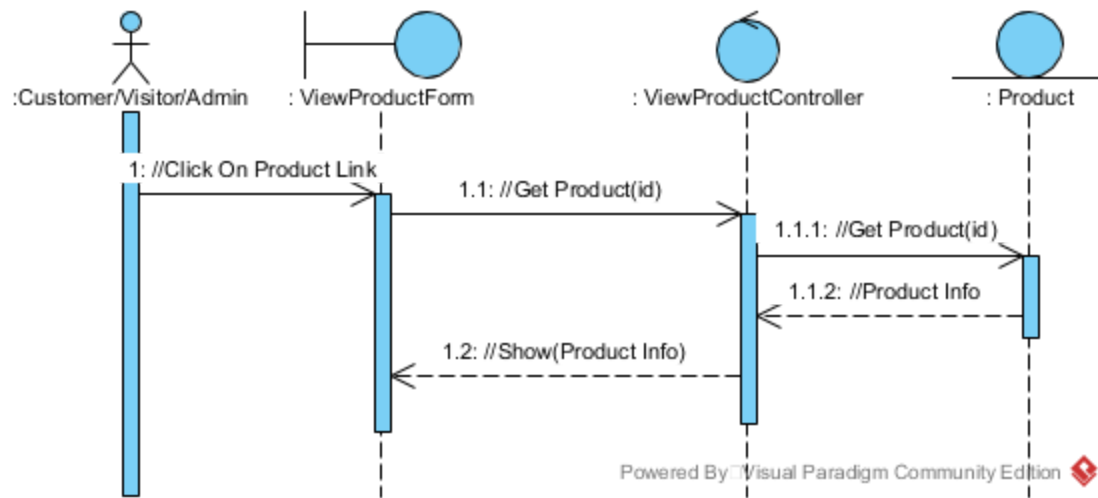 :Customer/Visitor/Admin : ViewProductForm : ViewProductController : Product
1: //Click On Product Link
1.1: //Get Product(id)
1.1.1: //Get Product(id)
1.1.2: //Product Info
1.2: //Show(Product Info)
Powered By Visual Paradigm Community Edition